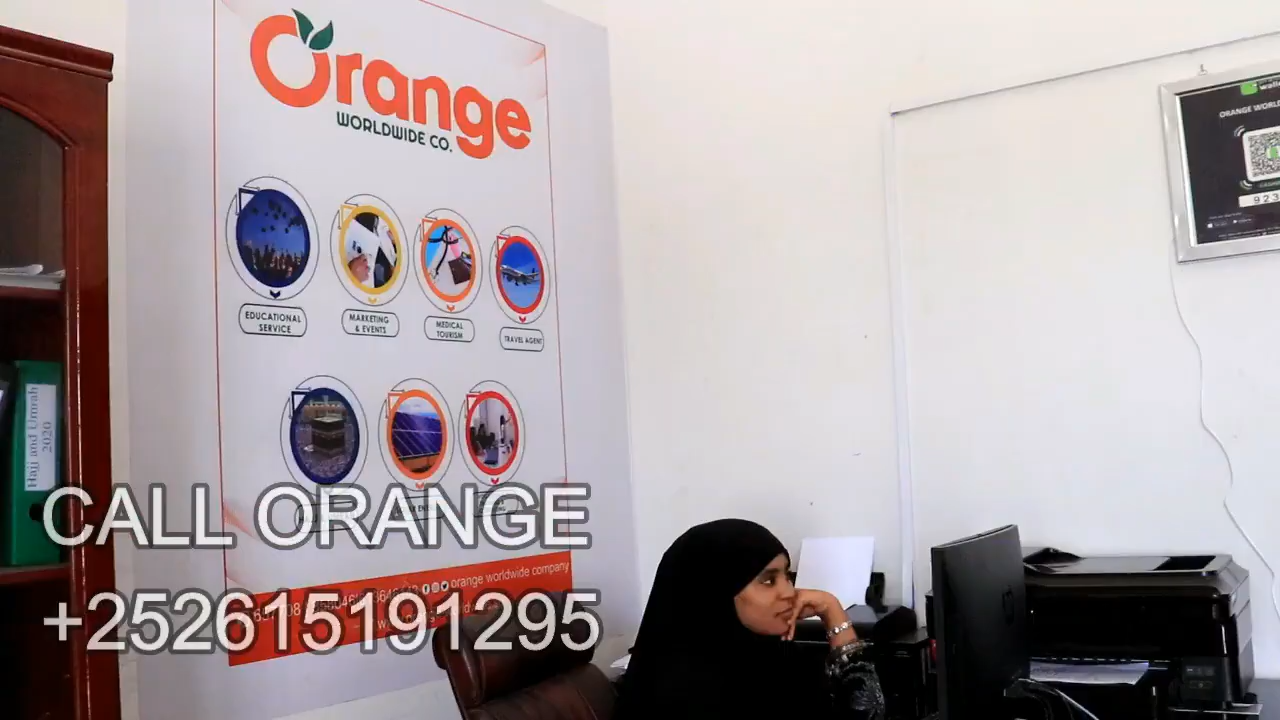 Orange
WORLDWIDE CO.
EDUCATIONAL
SERVICE
MARKETING
& EVENTS
MEDICAL
TOURISM
TRAVEL AGENT
Hajj and Umrah
2020
ORANGE WORLD
923
orange worldwide company
CALL ORANGE
+252615191295